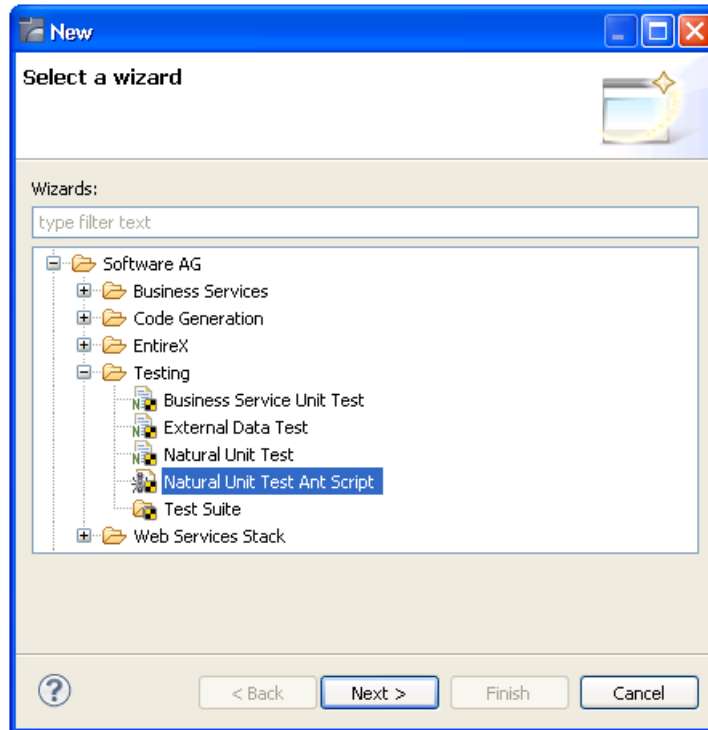 New
Select a wizard
Wizards:
type filter text
Software AG
Business Services
Code Generation
EntireX
Testing
Business Service Unit Test
External Data Test
Natural Unit Test
Natural Unit Test Ant Script
Test Suite
Web Services Stack
< Back Next > Finish Cancel